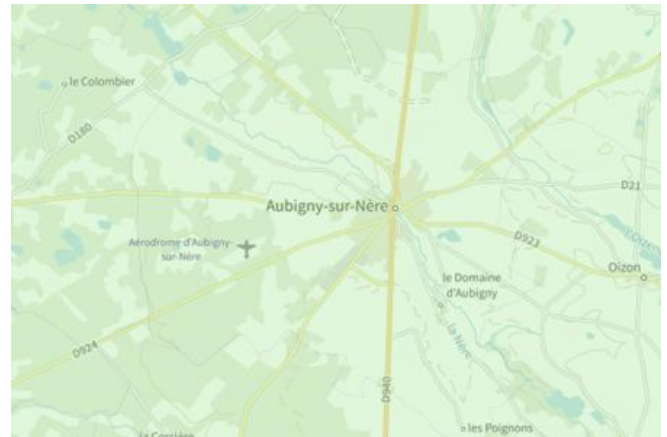 le Colombier
D180
Aubigny-sur-Nère
D21
D923
Aérodrome d'Aubigny-
sur-Nère
Oizon
le Domaine
d'Aubigny
la Nère
D924
D940
les Poignons